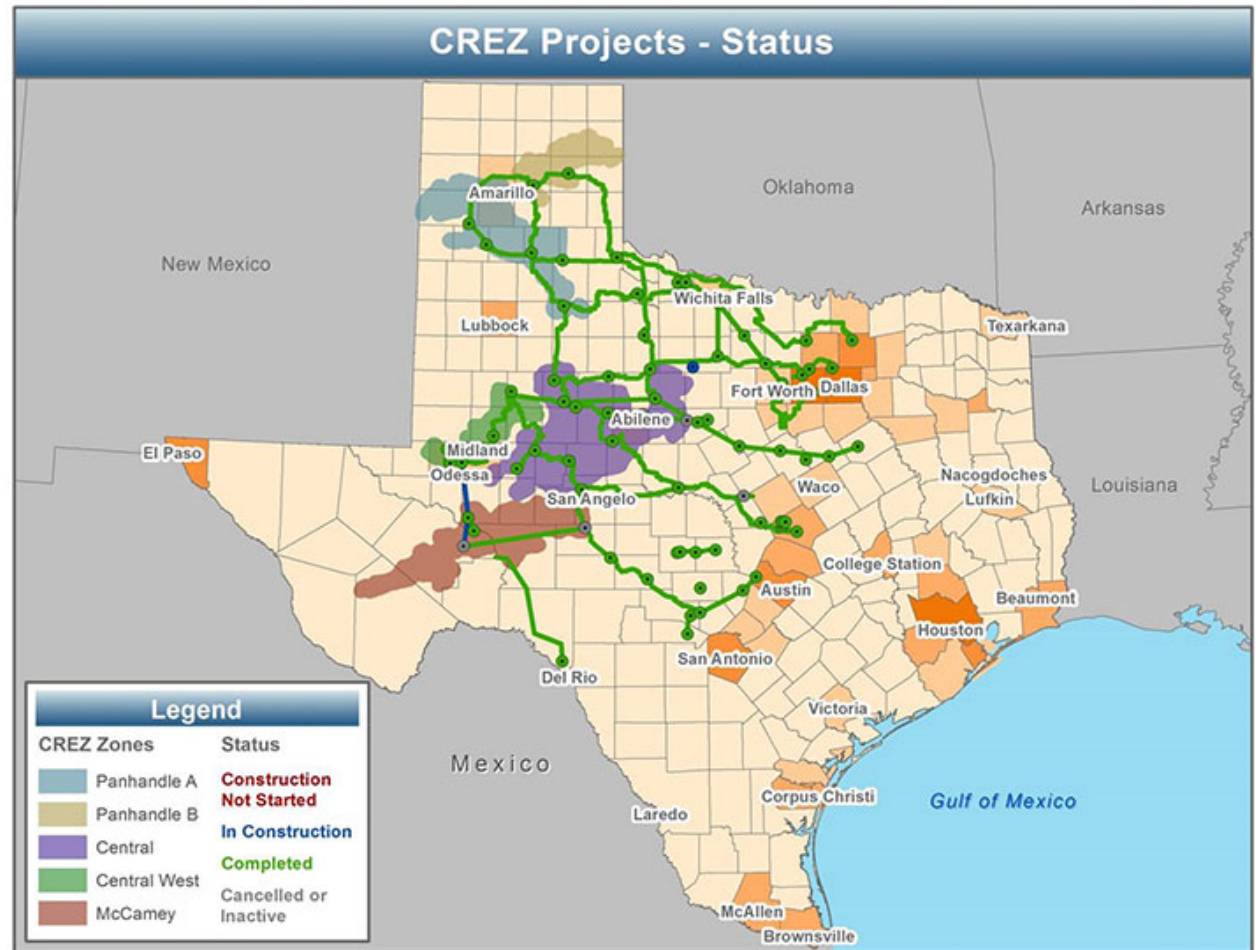 CREZ Projects - Status
Oklahoma
Amarillo
Arkansas
New Mexico
Wichita Falls
Lubbock
Texarkana
Fort Worth
Dallas
Abilene
El Paso
Midland
Odessa
Nacogdoches
Lufkin
Louisiana
Waco
San Angelo
College Station
Austin
Beaumont
Houston
San Antonio
Del Rio
Victoria
Mexico
Corpus Christi
Gulf of Mexico
Laredo
McAllen
Brownsville
Legend
CREZ Zones
Panhandle A
Panhandle B
Central
Central West
McCamey
Status
Construction
Not Started
In Construction
Completed
Cancelled or
Inactive